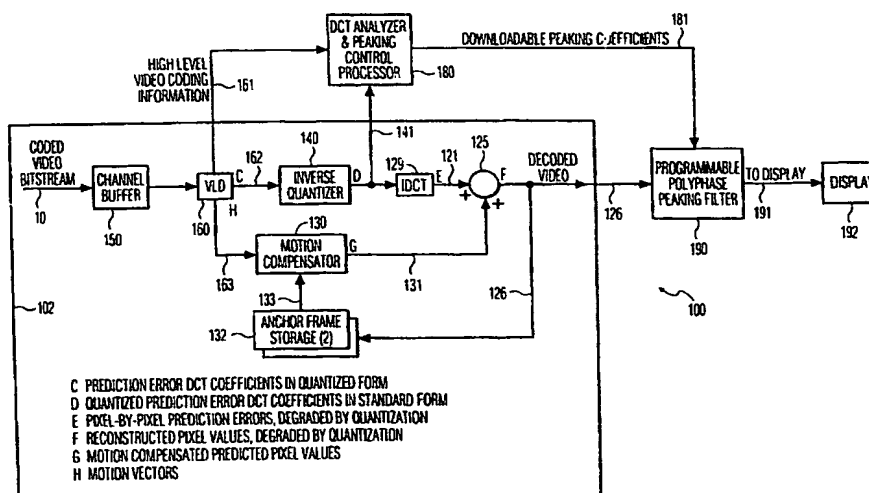 DCT ANALYZER
& PEAKING
CONTROL
PROCESSOR
180
DOWNLOADABLE PEAKING C·JEFFICIENTS
181
HIGH LEVEL
VIDEO CODING
INFORMATION
161
141
CODED
VIDEO
BITSTREAM
10
CHANNEL
BUFFER
150
VLD
160
C
H
162
140
INVERSE
QUANTIZER
D
129
IDCT
E
121
125
F
+
+
DECODED
VIDEO
126
PROGRAMMABLE
POLYPHASE
PEAKING FILTER
190
TO DISPLAY
191
DISPLAY
192
130
MOTION
COMPENSATOR
G
163
131
133
126
102
132
ANCHOR FRAME
STORAGE (2)
100
C PREDICTION ERROR DCT COEFFICIENTS IN QUANTIZED FORM
D QUANTIZED PREDICTION ERROR DCT COEFFICIENTS IN STANDARD FORM
E PIXEL-BY-PIXEL PREDICTION ERRORS, DEGRADED BY QUANTIZATION
F RECONSTRUCTED PIXEL VALUES, DEGRADED BY QUANTIZATION
G MOTION COMPENSATED PREDICTED PIXEL VALUES
H MOTION VECTORS